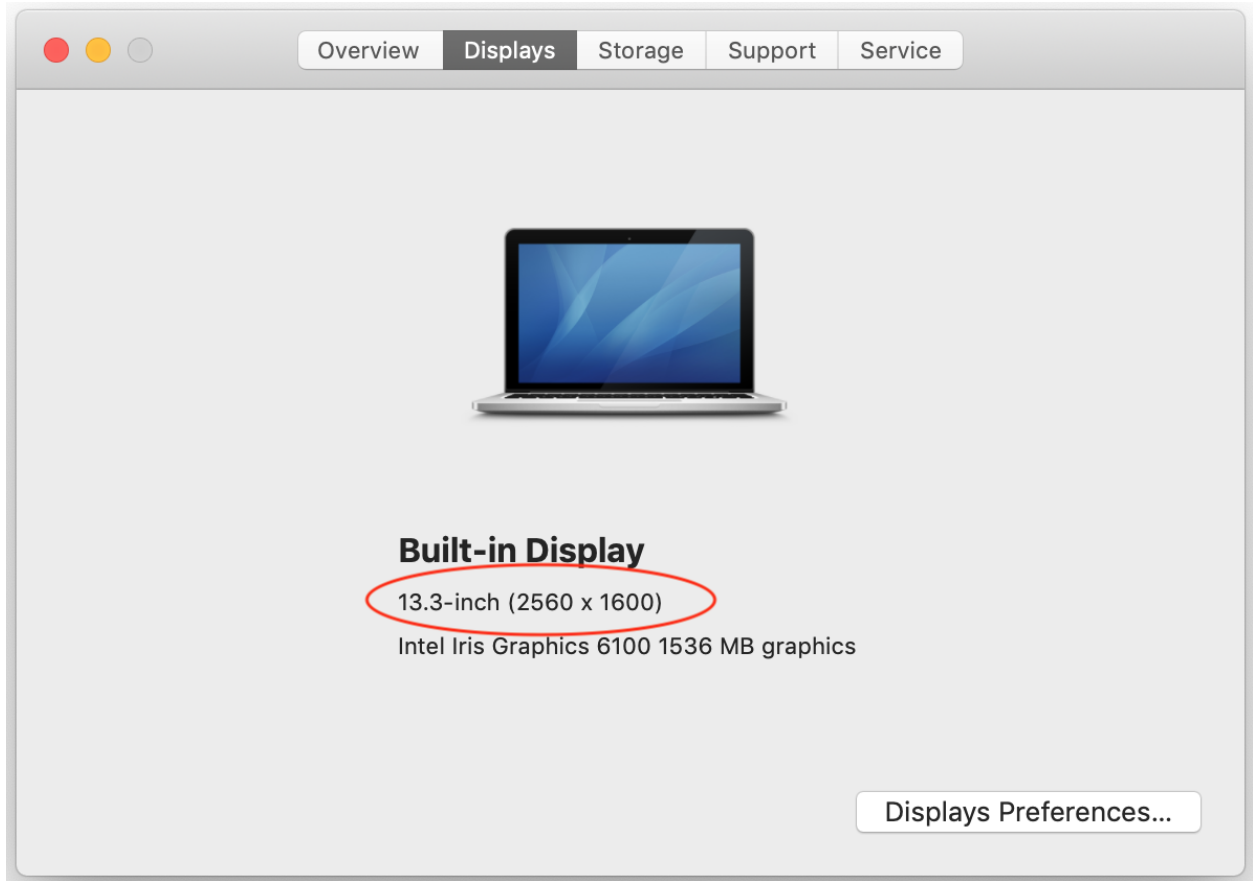 Overview Displays Storage Support Service
Built-in Display
13.3-inch (2560 x 1600)
Intel Iris Graphics 6100 1536 MB graphics
Displays Preferences...